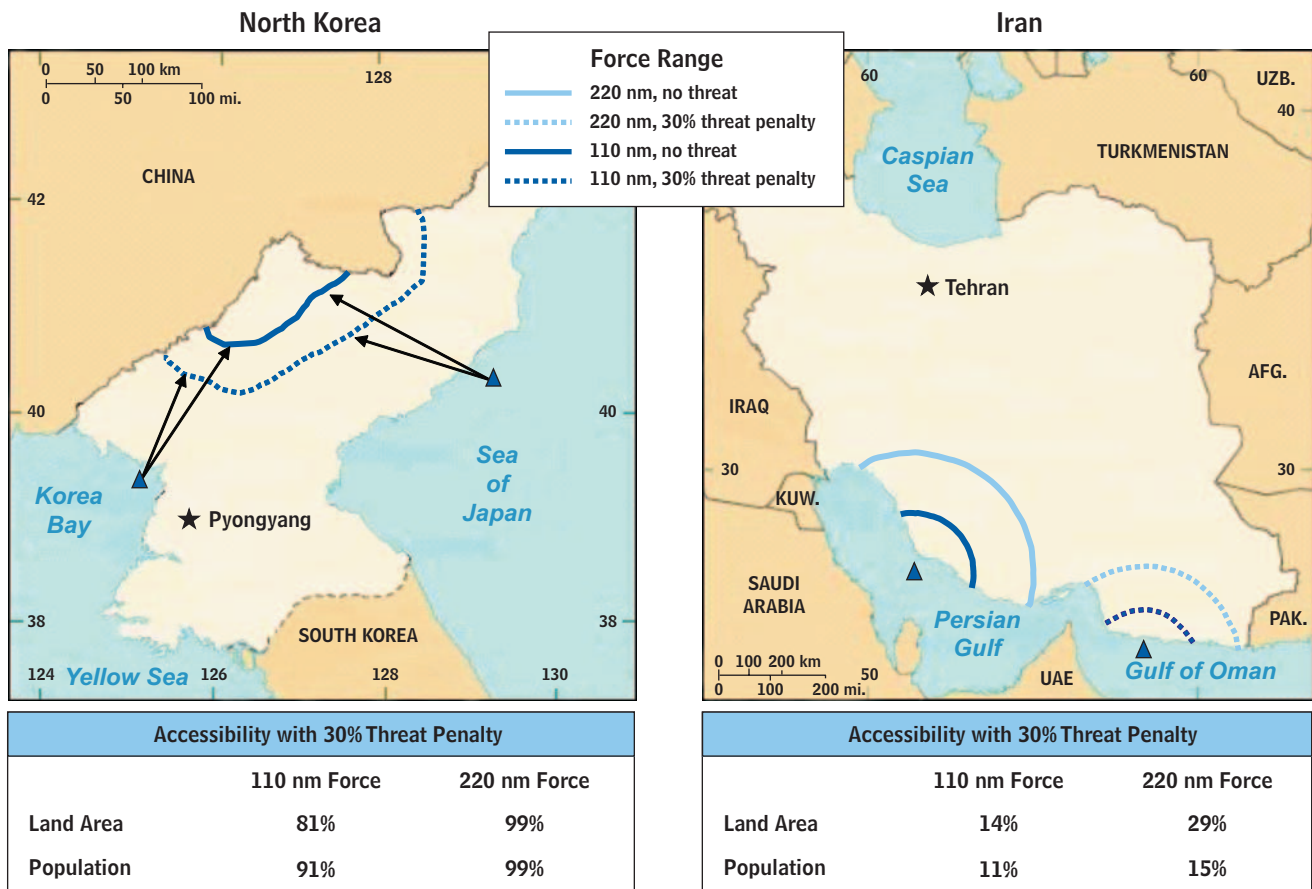 North Korea
Iran
Force Range
220 nm, no threat
220 nm, 30% threat penalty
110 nm, no threat
110 nm, 30% threat penalty
0 50 100 km
0 50 100 mi.
128
CHINA
42
40
40
Korea
Bay
Sea
of
Japan
Pyongyang
38
38
SOUTH KOREA
Yellow Sea
124
126
128
130
60
60
UZB.
40
Caspian
Sea
TURKMENISTAN
Tehran
AFG.
IRAQ
30
30
KUW.
SAUDI
ARABIA
Persian
Gulf
PAK.
0 100 200 km
0 100 200 mi.
50
UAE
Gulf of Oman
Accessibility with 30% Threat Penalty
110 nm Force 220 nm Force
Land Area 81% 99%
Population 91% 99%
Accessibility with 30% Threat Penalty
110 nm Force 220 nm Force
Land Area 14% 29%
Population 11% 15%